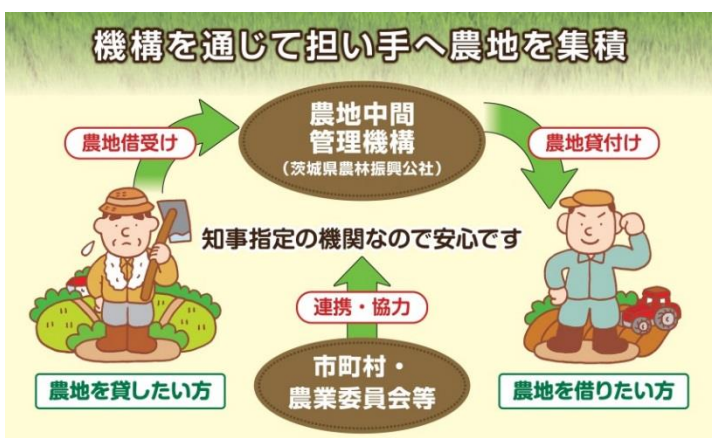 機構を通じて担い手へ農地を集積
農地中間
管理機構
（茨城県農林振興公社）
農地借受け
農地貸付け
知事指定の機関なので安心です
連携・協力
市町村・
農業委員会等
農地を貸したい方
農地を借りたい方